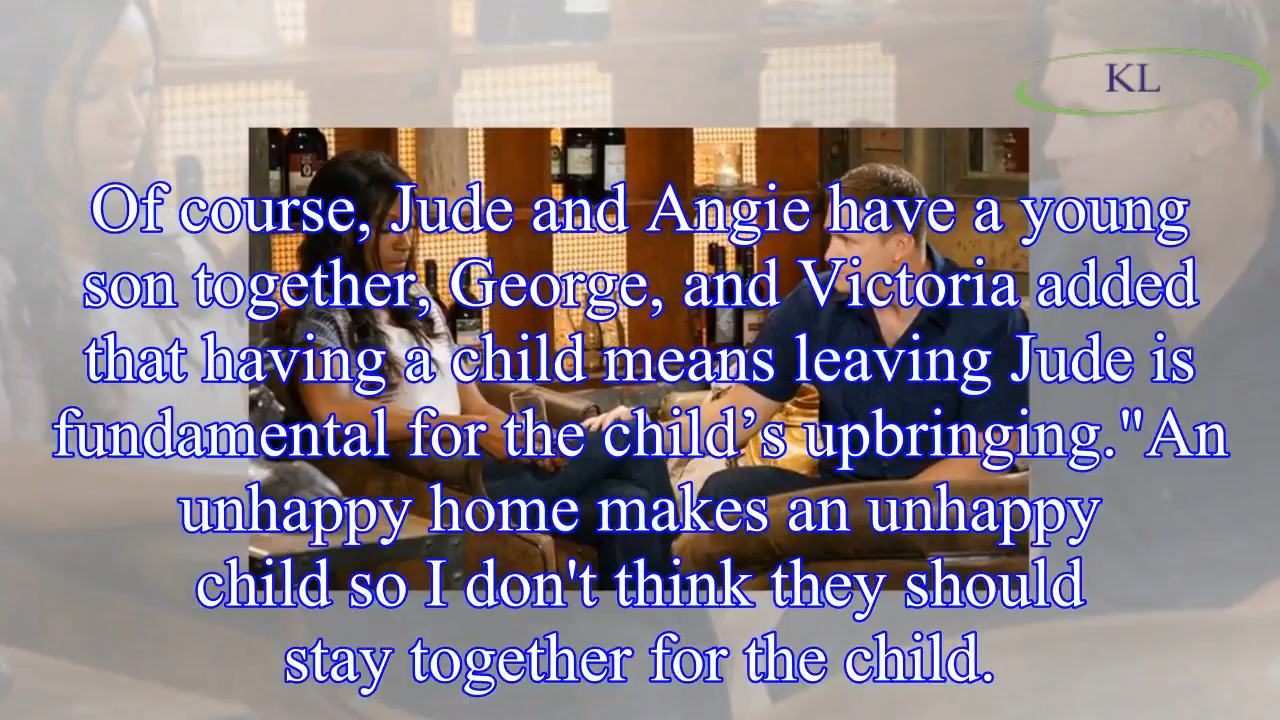 KL
Of course, Jude and Angie have a young
son together, George, and Victoria added
that having a child means leaving Jude is
fundamental for the child’s upbringing."An
unhappy home makes an unhappy
child so I don't think they should
stay together for the child.